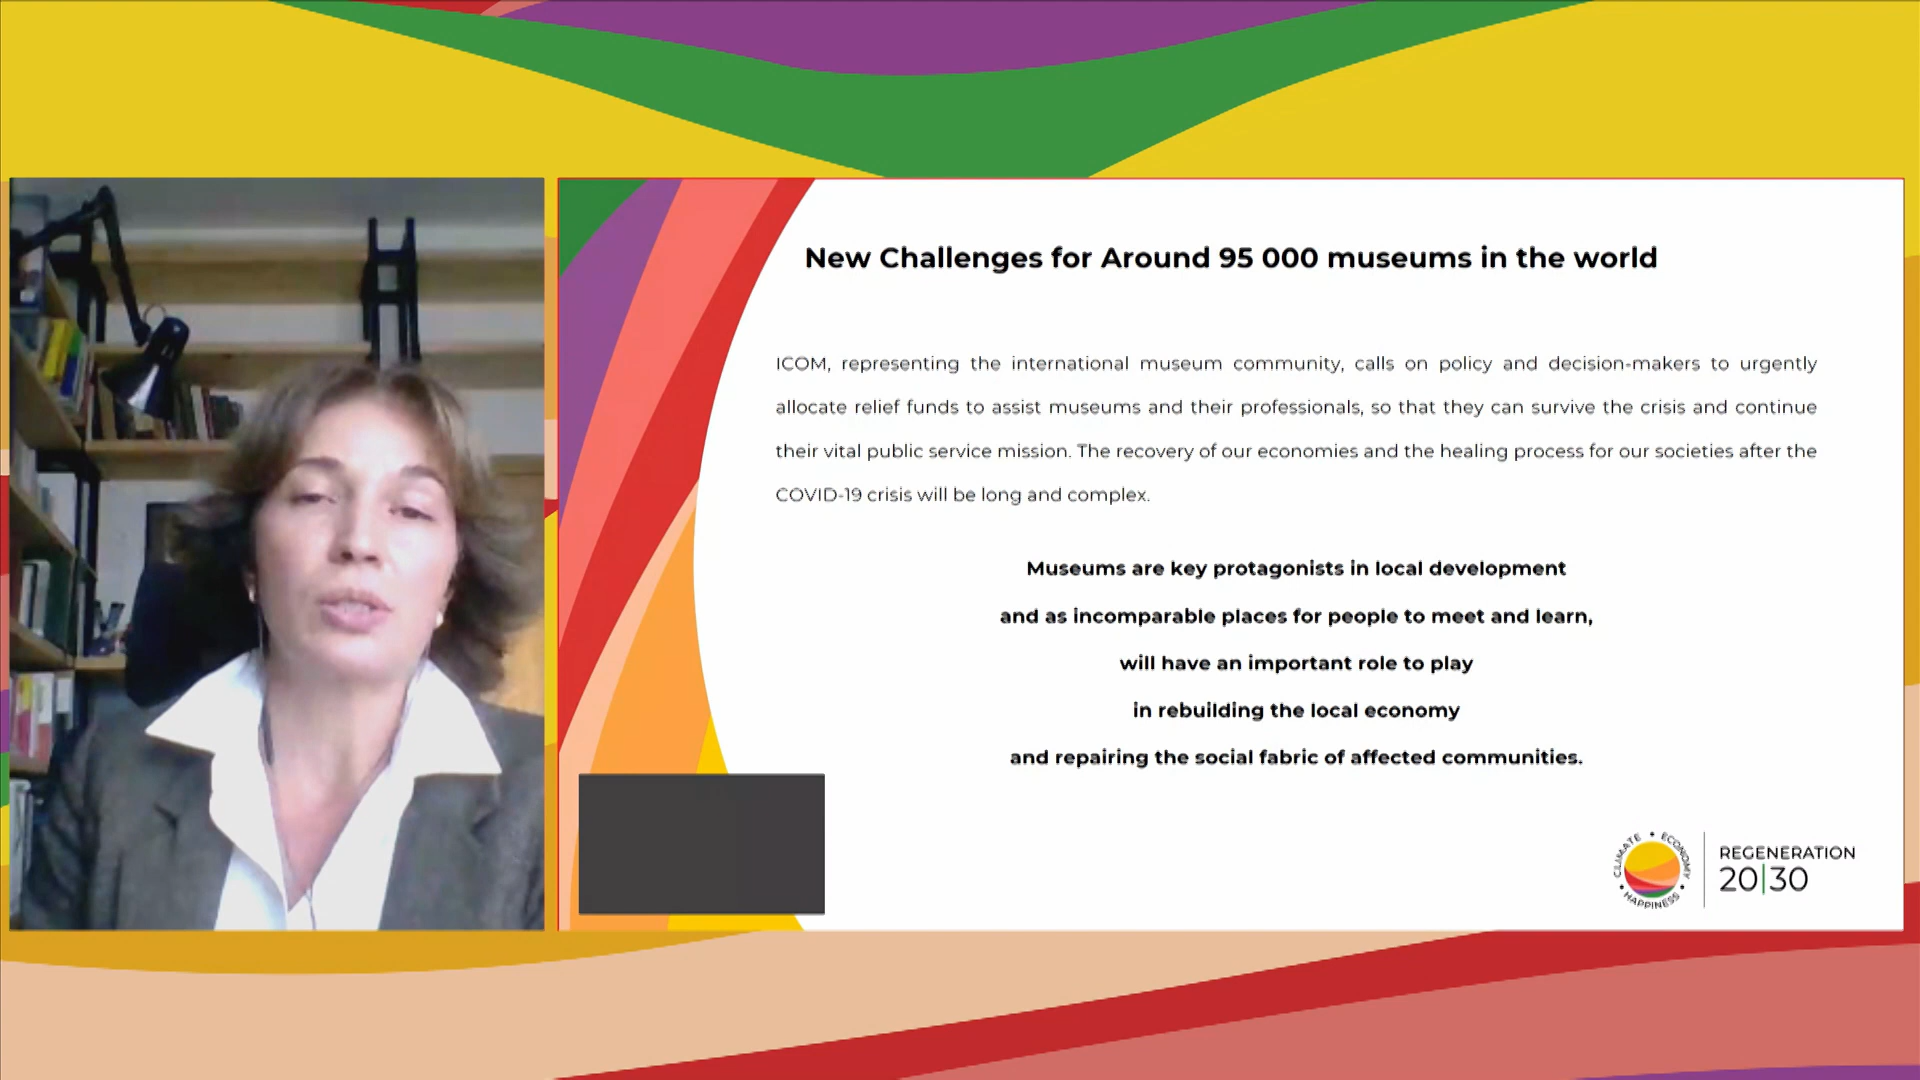 New Challenges for Around 95 000 museums in the world
ICOM, representing the international museum community, calls on policy and decision-makers to urgently
allocate relief funds to assist museums and their professionals, so that they can survive the crisis and continue
their vital public service mission. The recovery of our economies and the healing process for our societies after the
COVID-19 crisis will be long and complex.
Museums are key protagonists in local development
and as incomparable places for people to meet and learn,
will have an important role to play
in rebuilding the local economy
and repairing the social fabric of affected communities.
CLIMATE • ECONOMY • HAPPINESS •
REGENERATION
20|30